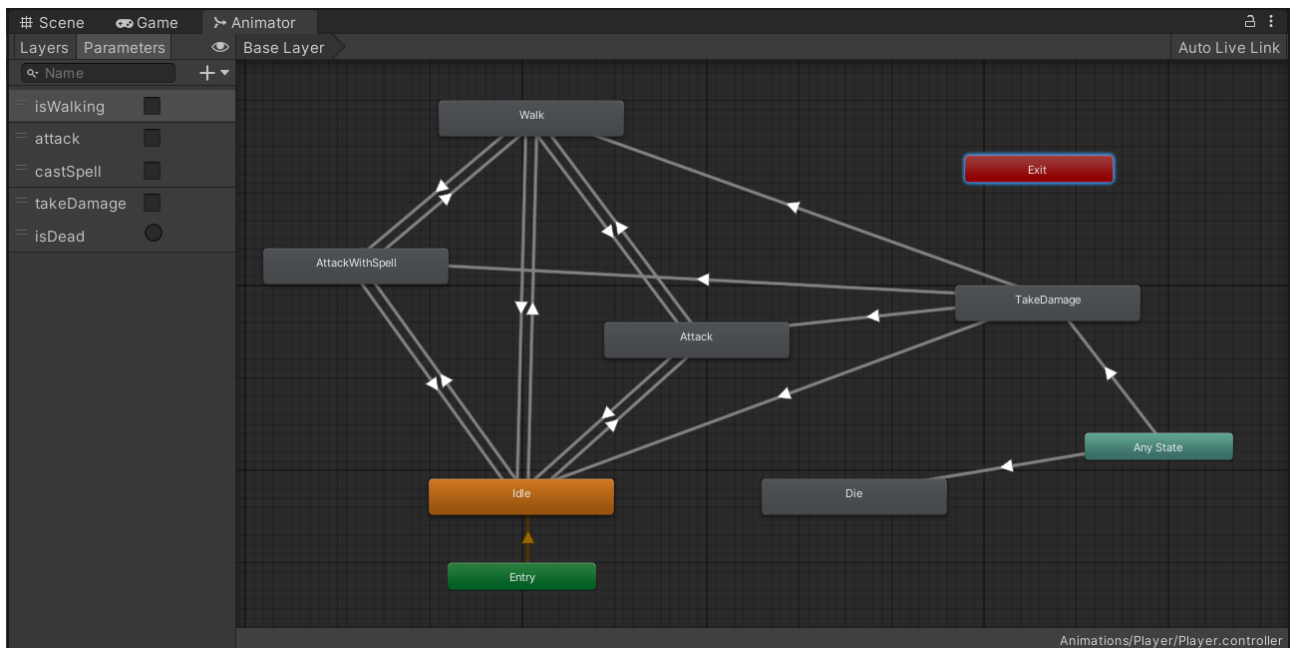 Scene Game Animator
Layers Parameters Base Layer Auto Live Link
Name
isWalking
attack
castSpell
takeDamage
isDead
Walk
Exit
AttackWithSpell
TakeDamage
Attack
Any State
Idle
Die
Entry
Animations/Player/Player.controller